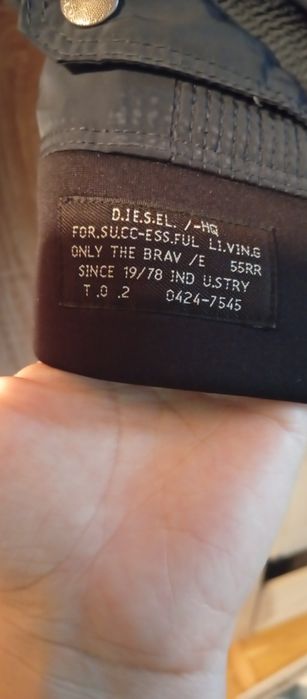 D.I.E.S.EL. /-HQ
FOR.SU.CC-ESS.FUL LI.VIN.G
ONLY THE BRAV /E 55RR
SINCE 19/78 IND U.STRY
T .O .2 0424-7545